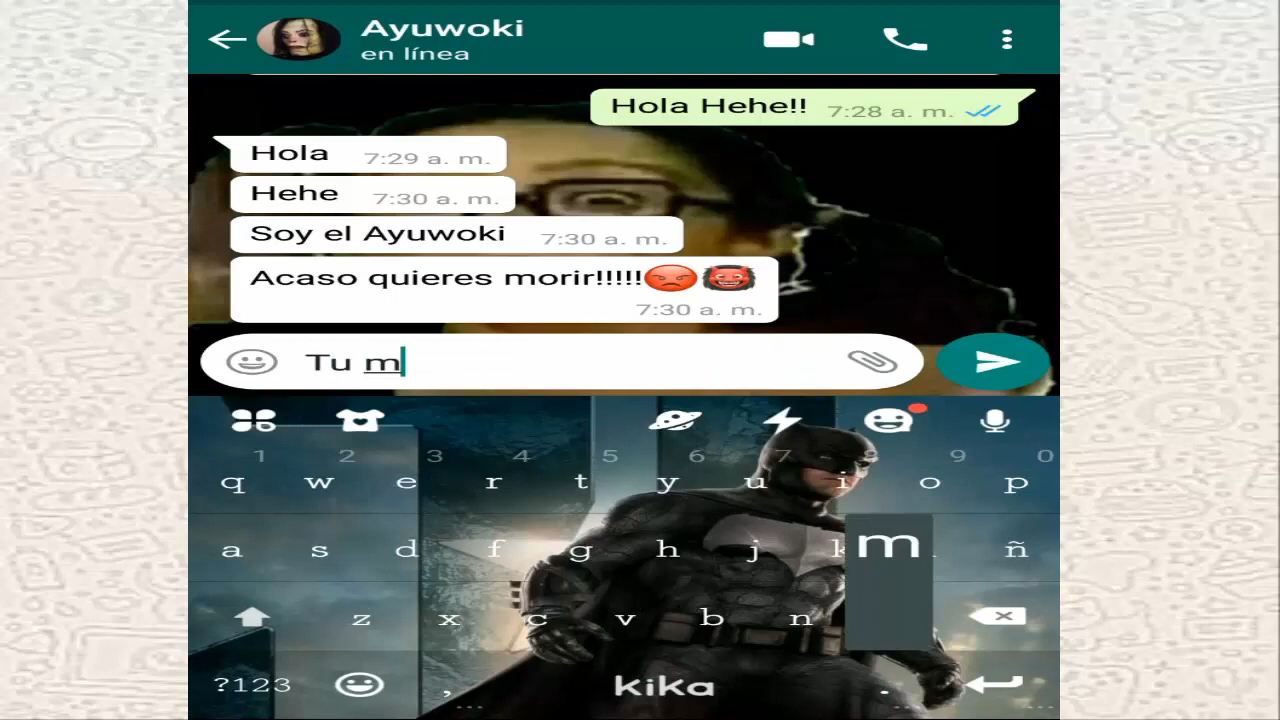 Ayuwoki
en línea
Hola Hehe!! 7:28 a. m.
Hola 7:29 a. m.
Hehe 7:30 a. m.
Soy el Ayuwoki 7:30 a. m.
Acaso quieres morir!!!!!😡👹
7:30 a. m.
Tu m
1 2 3 4 5 6 7 8 9 0
q w e r t y u i o p
a s d f g h j k m ñ
z x c v b n
?123 , kika .